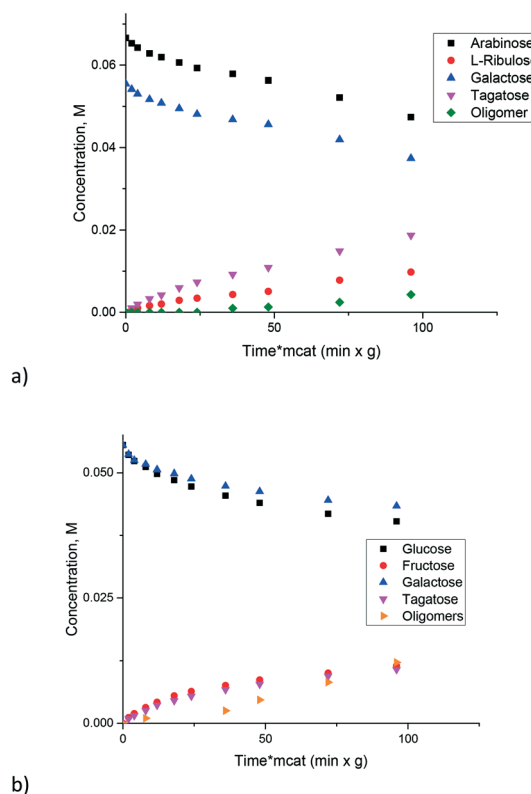 Arabinose
L-Ribulose
Galactose
Tagatose
Oligomer
0.06
0.04
0.02
0.00
Concentration, M
0
50
100
Time*mcat (min x g)
a)
Glucose
Fructose
Galactose
Tagatose
Oligomers
0.050
0.025
0.000
Concentration, M
0
50
100
Time*mcat (min x g)
b)